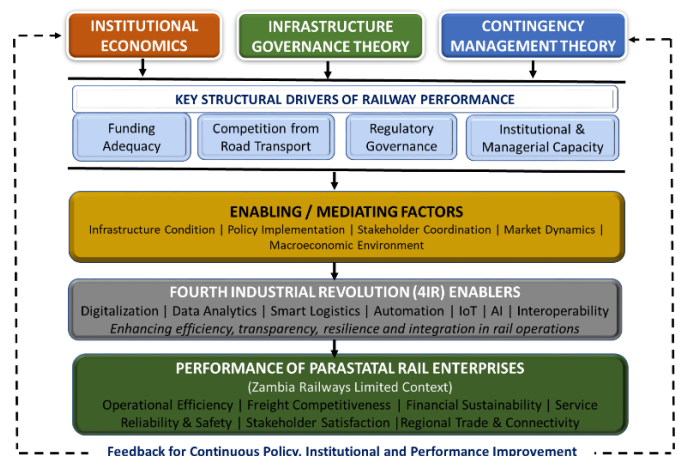 INSTITUTIONAL
ECONOMICS
INFRASTRUCTURE
GOVERNANCE THEORY
CONTINGENCY
MANAGEMENT THEORY
KEY STRUCTURAL DRIVERS OF RAILWAY PERFORMANCE
Funding
Adequacy
Competition from
Road Transport
Regulatory
Governance
Institutional &
Managerial Capacity
ENABLING / MEDIATING FACTORS
Infrastructure Condition | Policy Implementation | Stakeholder Coordination | Market Dynamics |
Macroeconomic Environment
FOURTH INDUSTRIAL REVOLUTION (4IR) ENABLERS
Digitalization | Data Analytics | Smart Logistics | Automation | IoT | AI | Interoperability
Enhancing efficiency, transparency, resilience and integration in rail operations
PERFORMANCE OF PARASTATAL RAIL ENTERPRISES
(Zambia Railways Limited Context)
Operational Efficiency | Freight Competitiveness | Financial Sustainability | Service
Reliability & Safety | Stakeholder Satisfaction |Regional Trade & Connectivity
Feedback for Continuous Policy, Institutional and Performance Improvement